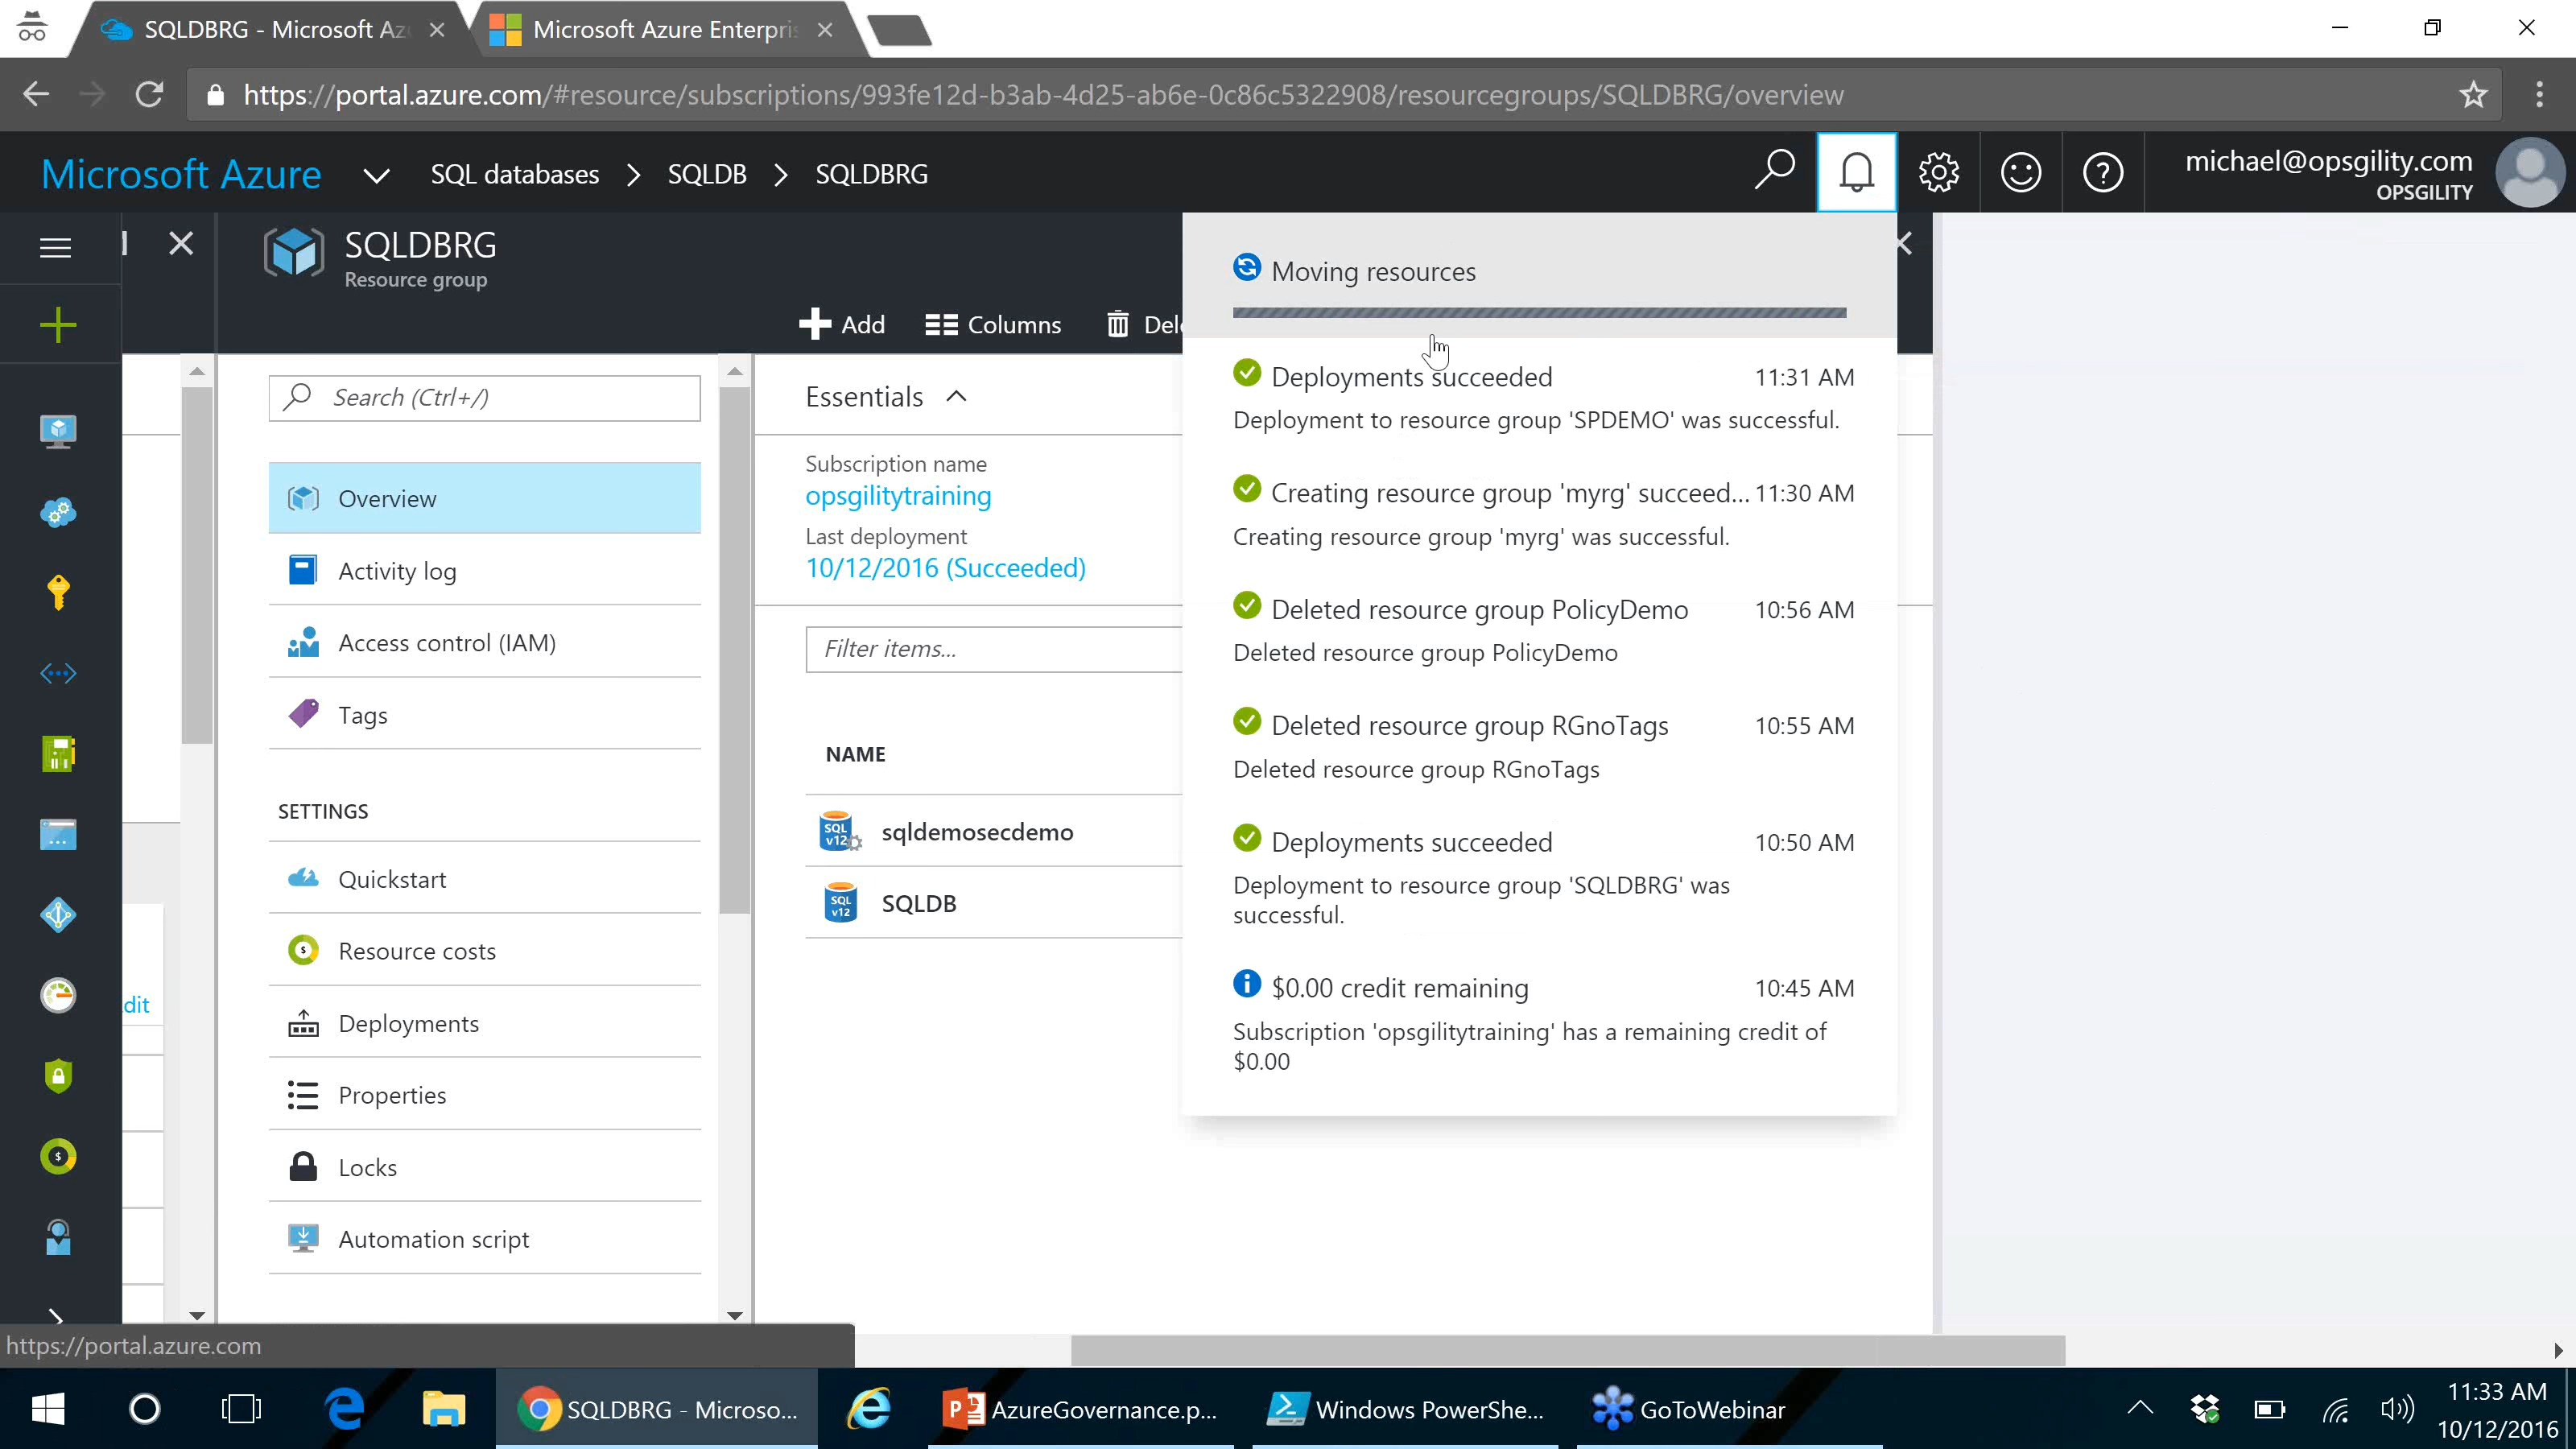 SQLDBRG - Microsoft Az
Microsoft Azure Enterpris
https://portal.azure.com/#resource/subscriptions/993fe12d-b3ab-4d25-ab6e-0c86c5322908/resourcegroups/SQLDBRG/overview
Microsoft Azure
SQL databases > SQLDB > SQLDBRG
michael@opsgility.com
OPSGILITY
SQLDBRG
Resource group
Add
Columns
Del
Search (Ctrl+/)
Overview
Activity log
Access control (IAM)
Tags
SETTINGS
Quickstart
Resource costs
Deployments
Properties
Locks
Automation script
dit
Essentials
Subscription name
opsgilitytraining
Last deployment
10/12/2016 (Succeeded)
Filter items...
NAME
SQL v12
sqldemosecdemo
SQL v12
SQLDB
Moving resources
Deployments succeeded 11:31 AM
Deployment to resource group 'SPDEMO' was successful.
Creating resource group 'myrg' succeed... 11:30 AM
Creating resource group 'myrg' was successful.
Deleted resource group PolicyDemo 10:56 AM
Deleted resource group PolicyDemo
Deleted resource group RGnoTags 10:55 AM
Deleted resource group RGnoTags
Deployments succeeded 10:50 AM
Deployment to resource group 'SQLDBRG' was
successful.
$0.00 credit remaining 10:45 AM
Subscription 'opsgilitytraining' has a remaining credit of
$0.00
https://portal.azure.com
SQLDBRG - Microso...
AzureGovernance.p...
Windows PowerShe...
GoToWebinar
11:33 AM
10/12/2016